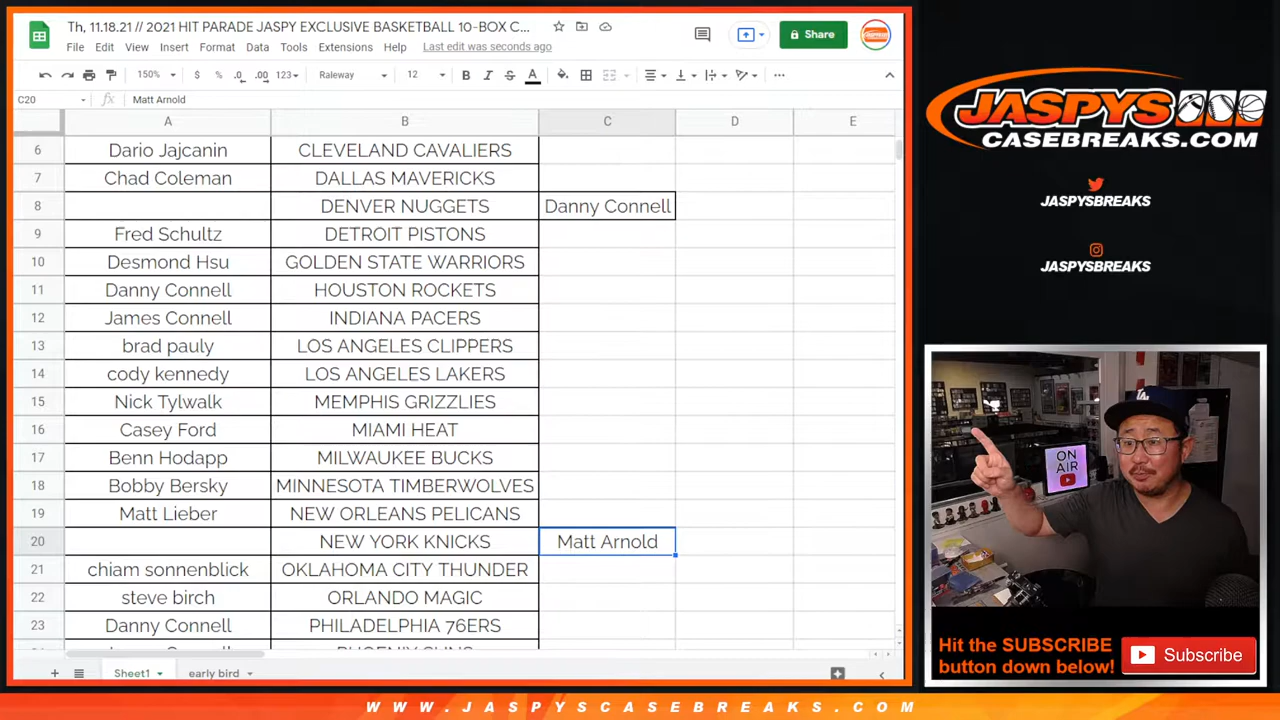 Th, 11.18.21 // 2021 HIT PARADE JASPY EXCLUSIVE BASKETBALL 10-BOX C...
File Edit View Insert Format Data Tools Extensions Help Last edit was seconds ago
Share
150% $ % .0 .00 123 Raleway 12 B I S A
C20 fx Matt Arnold
A B C D E
6 Dario Jajcanin CLEVELAND CAVALIERS
7 Chad Coleman DALLAS MAVERICKS
8 DENVER NUGGETS Danny Connell
9 Fred Schultz DETROIT PISTONS
10 Desmond Hsu GOLDEN STATE WARRIORS
11 Danny Connell HOUSTON ROCKETS
12 James Connell INDIANA PACERS
13 brad pauly LOS ANGELES CLIPPERS
14 cody kennedy LOS ANGELES LAKERS
15 Nick Tylwalk MEMPHIS GRIZZLIES
16 Casey Ford MIAMI HEAT
17 Benn Hodapp MILWAUKEE BUCKS
18 Bobby Bersky MINNESOTA TIMBERWOLVES
19 Matt Lieber NEW ORLEANS PELICANS
20 NEW YORK KNICKS Matt Arnold
21 chiam sonnenblick OKLAHOMA CITY THUNDER
22 steve birch ORLANDO MAGIC
23 Danny Connell PHILADELPHIA 76ERS
Sheet1 early bird
JASPYS
CASEBREAKS.COM
JASPYSBREAKS
JASPYSBREAKS
LA
ON
AIR
Hit the SUBSCRIBE
button down below!
Subscribe
WWW.JASPYSCASEBREAKS.COM